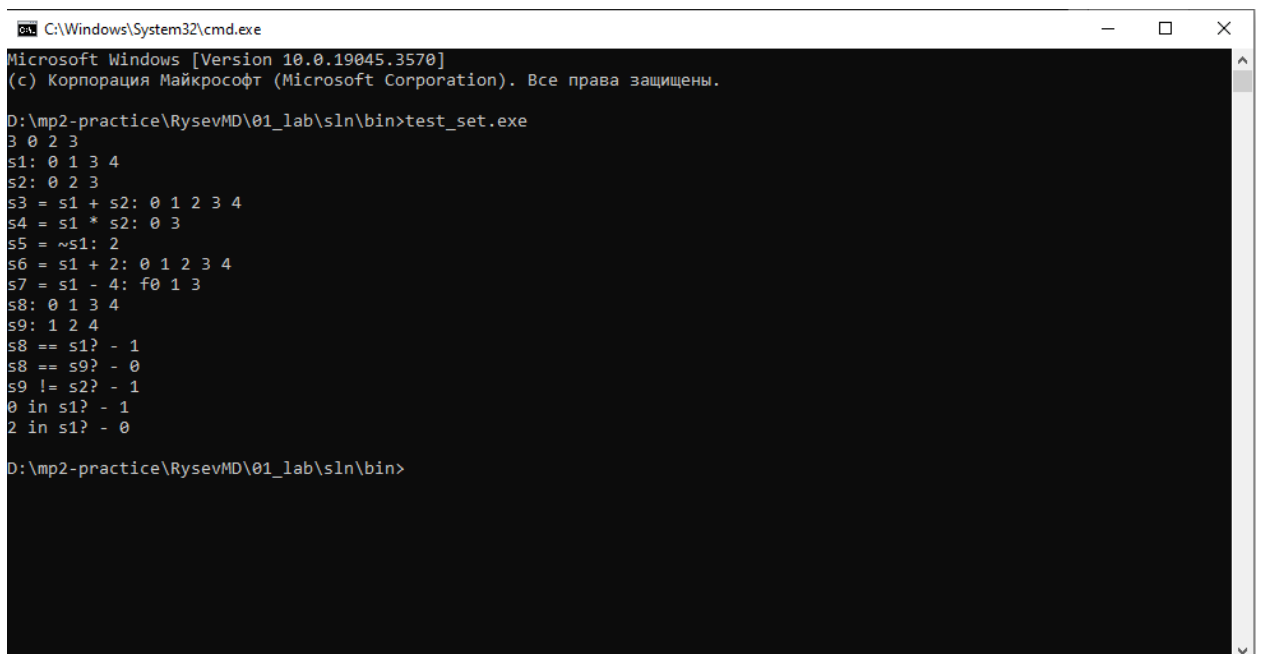 C:\Windows\System32\cmd.exe
Microsoft Windows [Version 10.0.19045.3570]
(c) Корпорация Майкрософт (Microsoft Corporation). Все права защищены.
D:\mp2-practice\RysevMD\01_lab\sln\bin>test_set.exe
3 0 2 3
s1: 0 1 3 4
s2: 0 2 3
s3 = s1 + s2: 0 1 2 3 4
s4 = s1 * s2: 0 3
s5 = ~s1: 2
s6 = s1 + 2: 0 1 2 3 4
s7 = s1 - 4: f0 1 3
s8: 0 1 3 4
s9: 1 2 4
s8 == s1? - 1
s8 == s9? - 0
s9 != s2? - 1
0 in s1? - 1
2 in s1? - 0
D:\mp2-practice\RysevMD\01_lab\sln\bin>